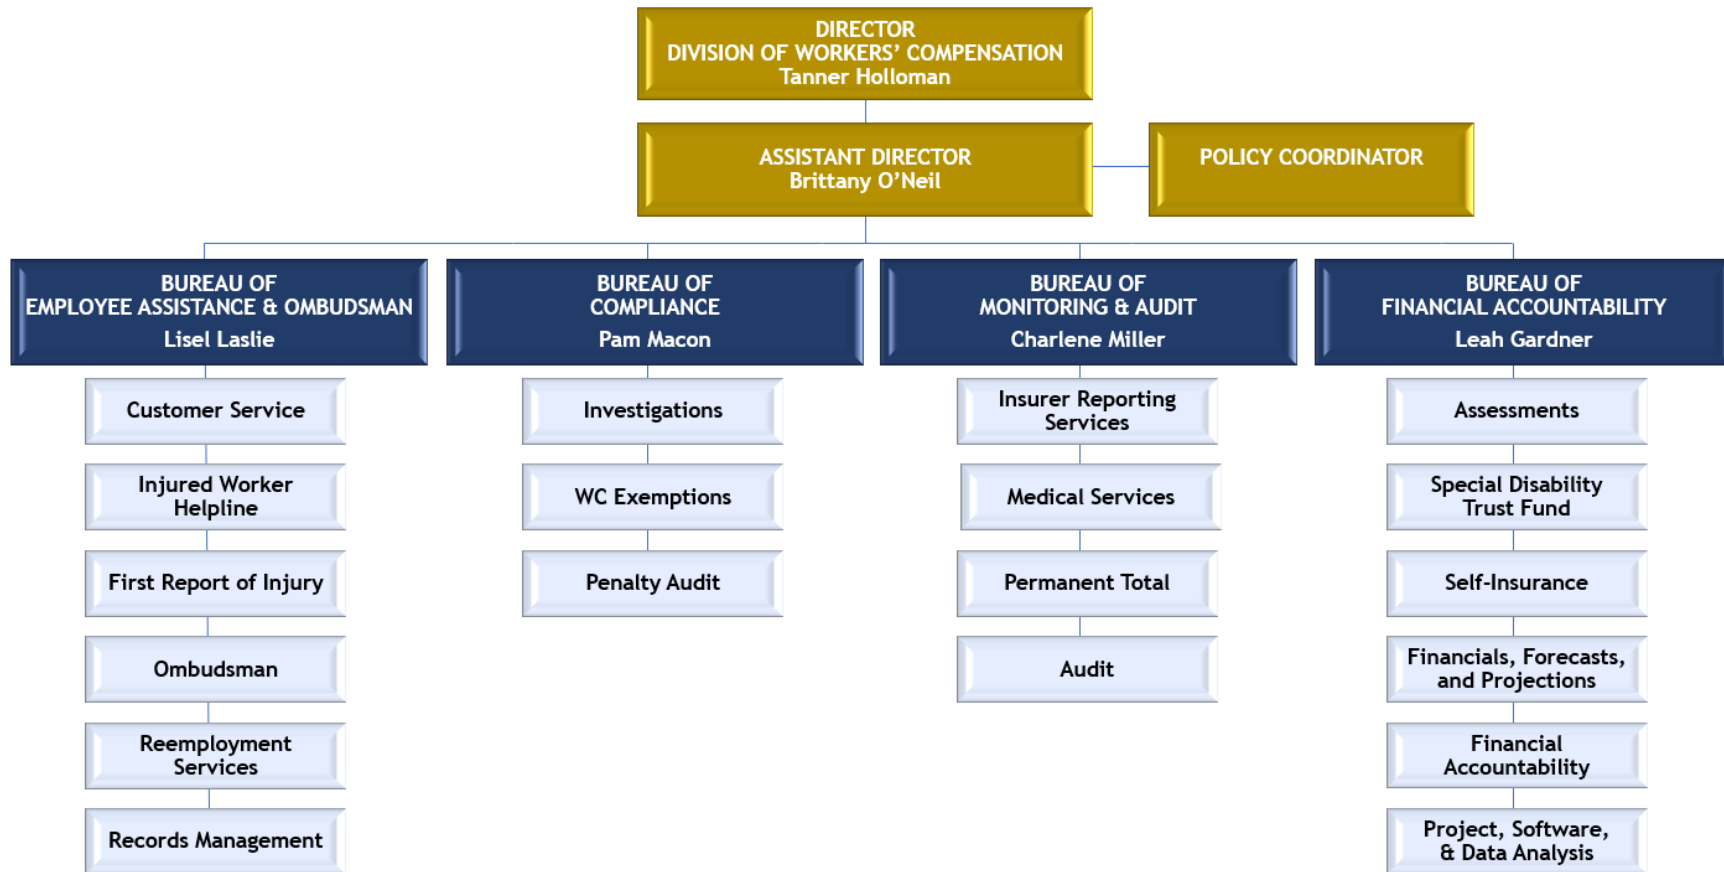 DIRECTOR
DIVISION OF WORKERS’ COMPENSATION
Tanner Holloman
ASSISTANT DIRECTOR
Brittany O’Neil
POLICY COORDINATOR
BUREAU OF
EMPLOYEE ASSISTANCE & OMBUDSMAN
Lisel Laslie
Customer Service
Injured Worker
Helpline
First Report of Injury
Ombudsman
Reemployment
Services
Records Management
BUREAU OF
COMPLIANCE
Pam Macon
Investigations
WC Exemptions
Penalty Audit
BUREAU OF
MONITORING & AUDIT
Charlene Miller
Insurer Reporting
Services
Medical Services
Permanent Total
Audit
BUREAU OF
FINANCIAL ACCOUNTABILITY
Leah Gardner
Assessments
Special Disability
Trust Fund
Self-Insurance
Financials, Forecasts,
and Projections
Financial
Accountability
Project, Software,
& Data Analysis